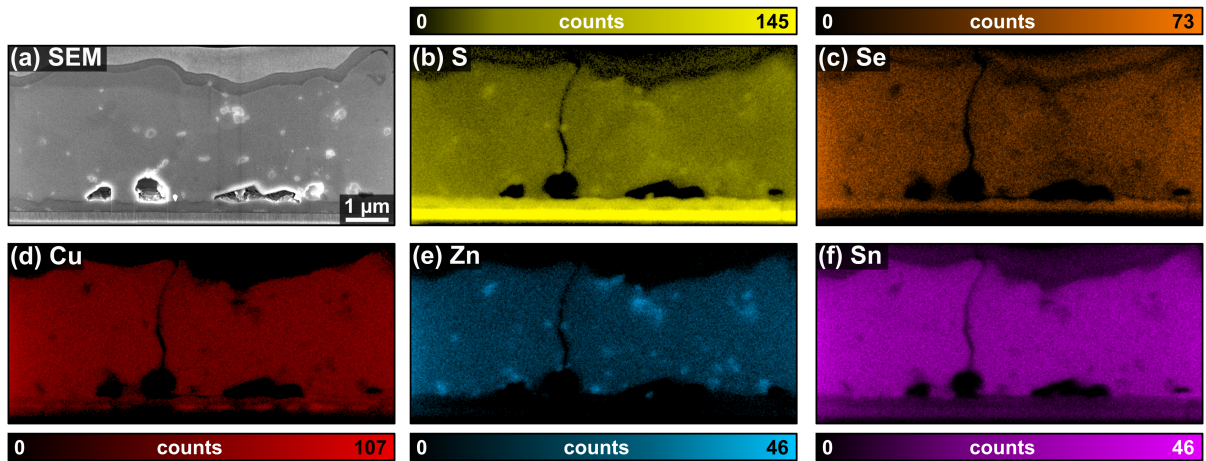 0 counts 145
0 counts 73
(a) SEM
(b) S
(c) Se
1 µm
(d) Cu
(e) Zn
(f) Sn
0 counts 107
0 counts 46
0 counts 46